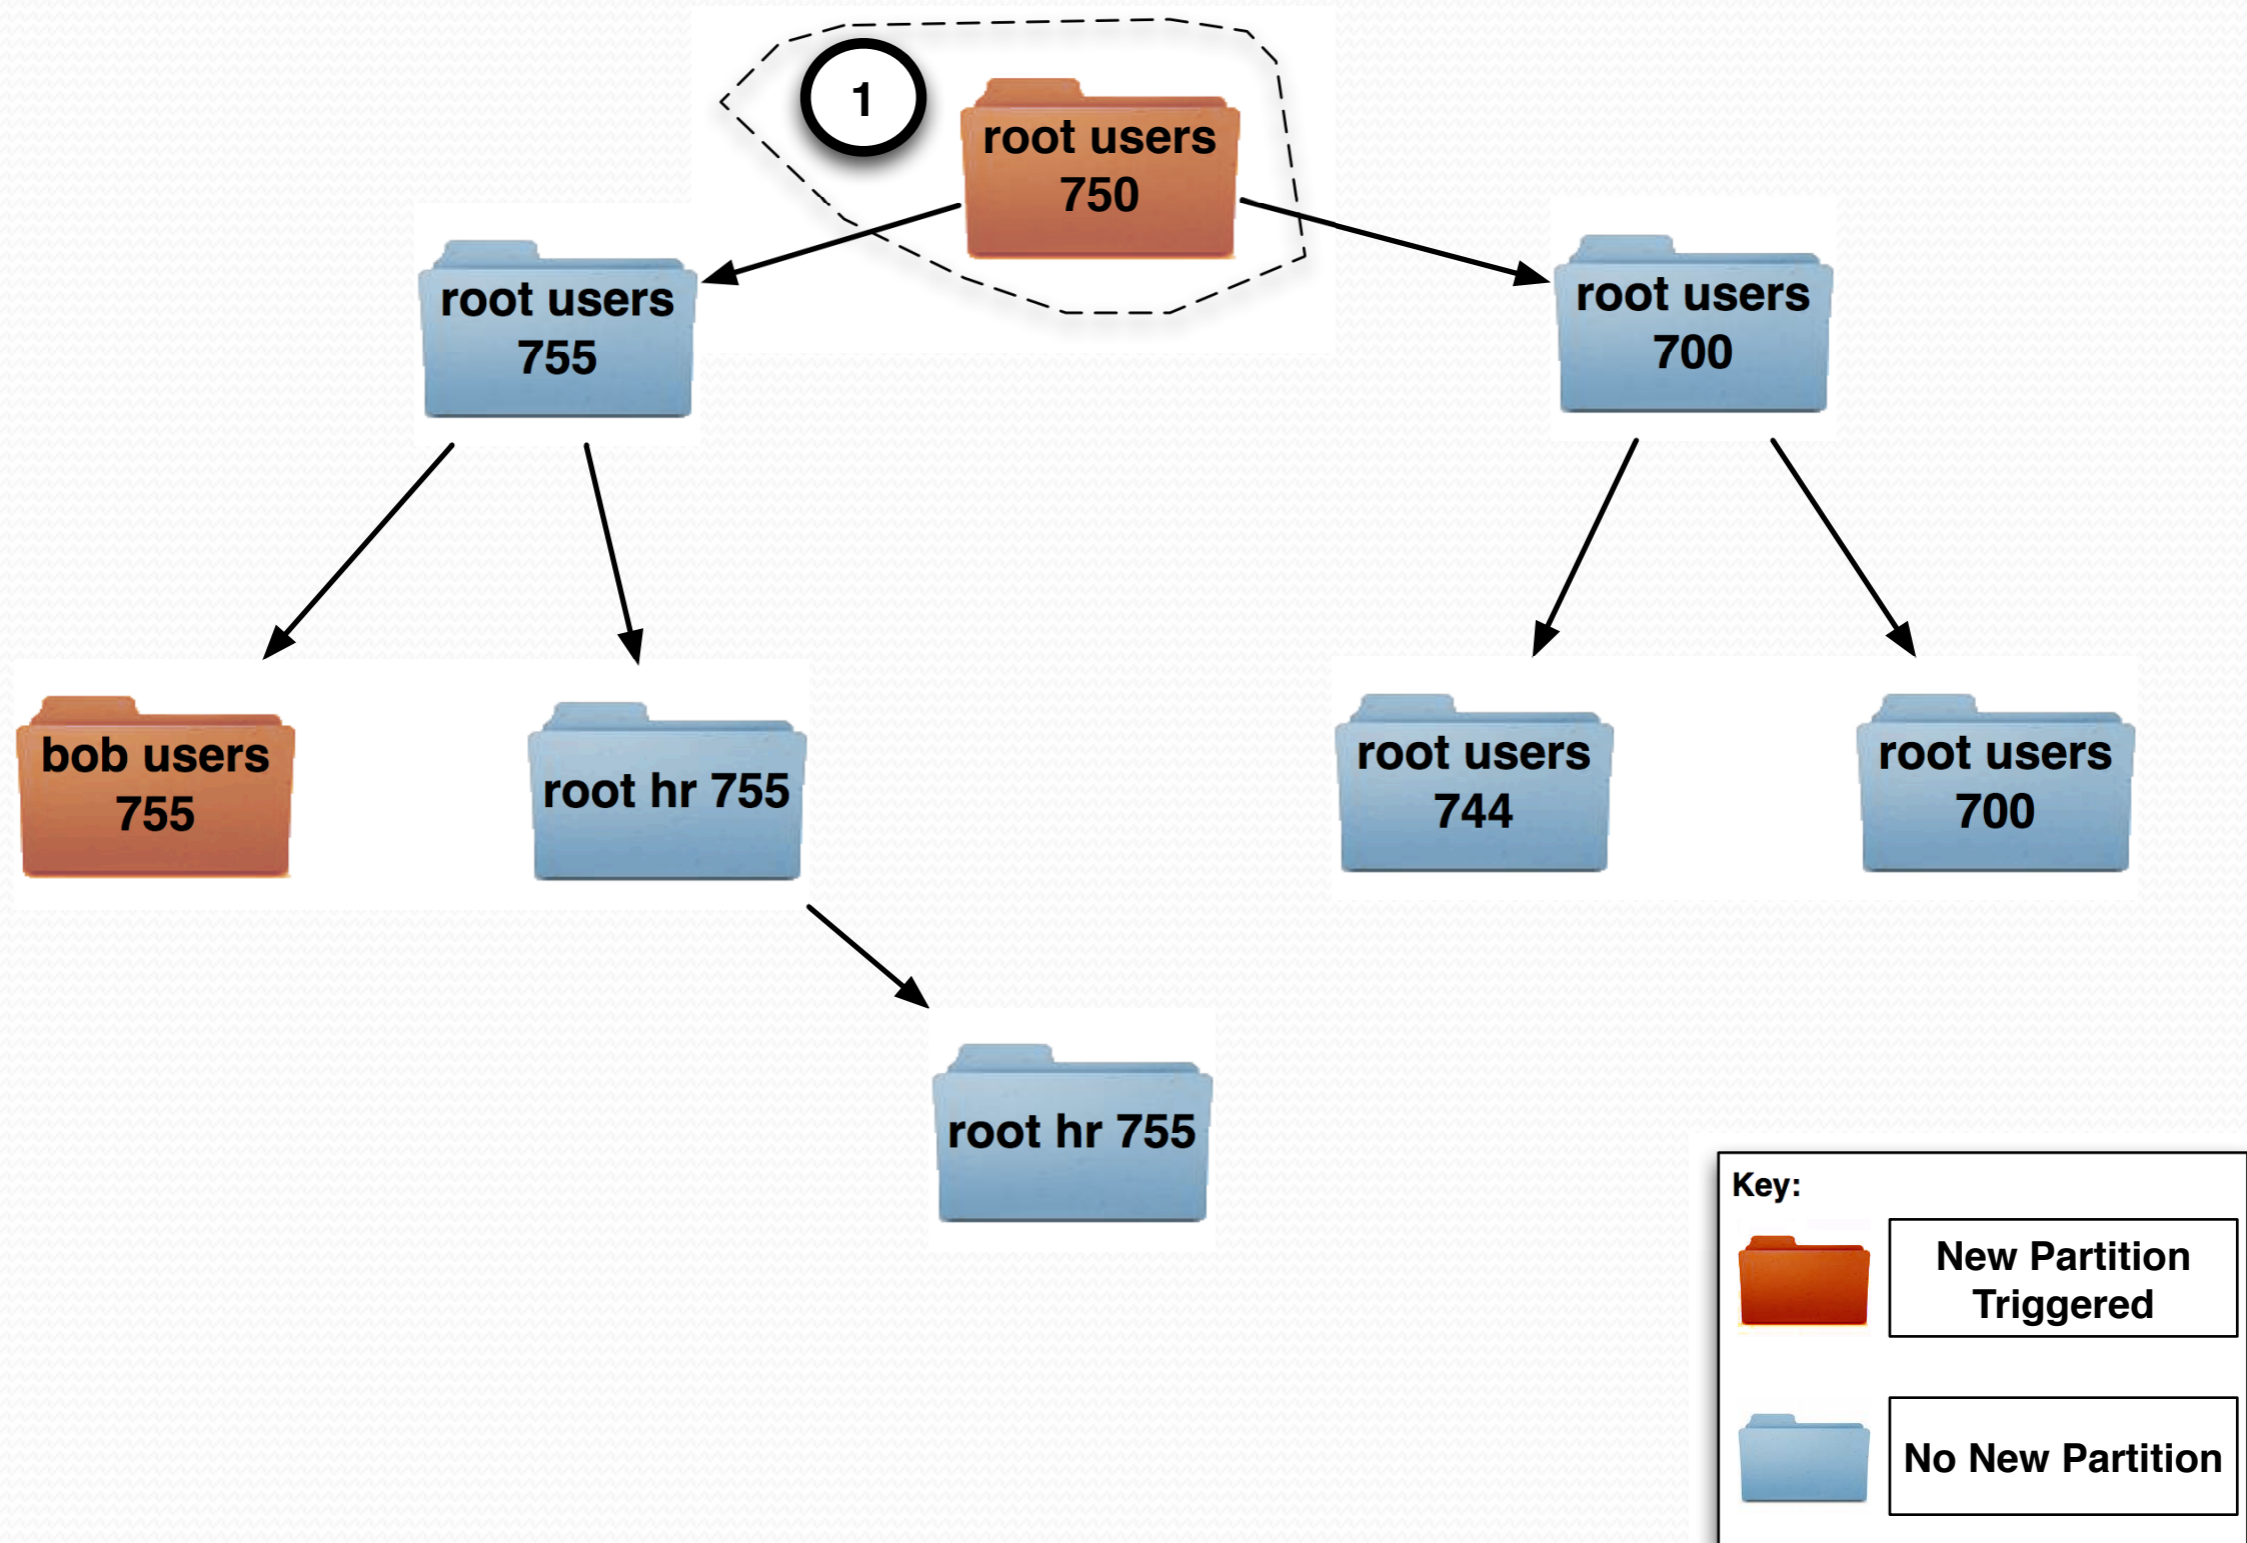 1
root users
750
root users
755
root users
700
bob users
755
root hr 755
root users
744
root users
700
root hr 755
Key:
New Partition
Triggered
No New Partition